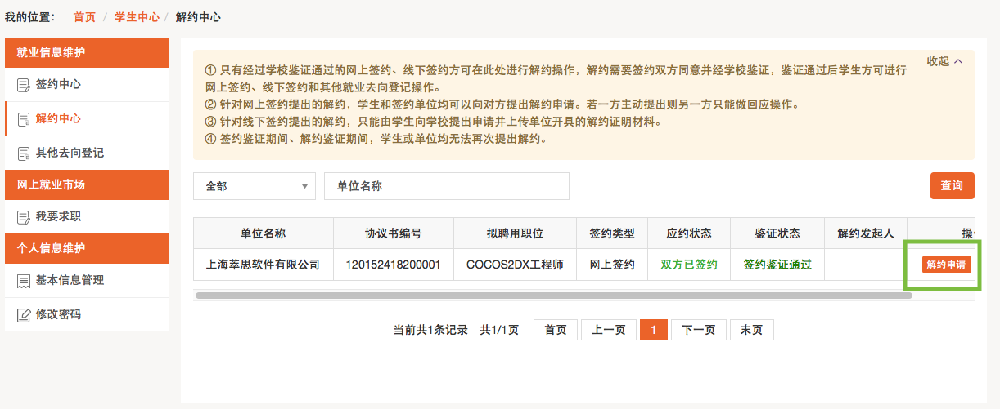 我的位置： 首页 / 学生中心 / 解约中心
就业信息维护
签约中心
解约中心
其他去向登记
网上就业市场
我要求职
个人信息维护
基本信息管理
修改密码
收起
① 只有经过学校鉴证通过的网上签约、线下签约方可在此处进行解约操作，解约需要签约双方同意并经学校鉴证，鉴证通过后学生方可进行
网上签约、线下签约和其他就业去向登记操作。
② 针对网上签约提出的解约，学生和签约单位均可以向对方提出解约申请。若一方主动提出则另一方只能做回应操作。
③ 针对线下签约提出的解约，只能由学生向学校提出申请并上传单位开具的解约证明材料。
④ 签约鉴证期间、解约鉴证期间，学生或单位均无法再次提出解约。
全部 单位名称 查询
单位名称 协议书编号 拟聘用职位 签约类型 应约状态 鉴证状态 解约发起人 操
上海萃思软件有限公司 120152418200001 COCOS2DX工程师 网上签约 双方已签约 签约鉴证通过 解约申请
当前共1条记录 共1/1页 首页 上一页 1 下一页 末页